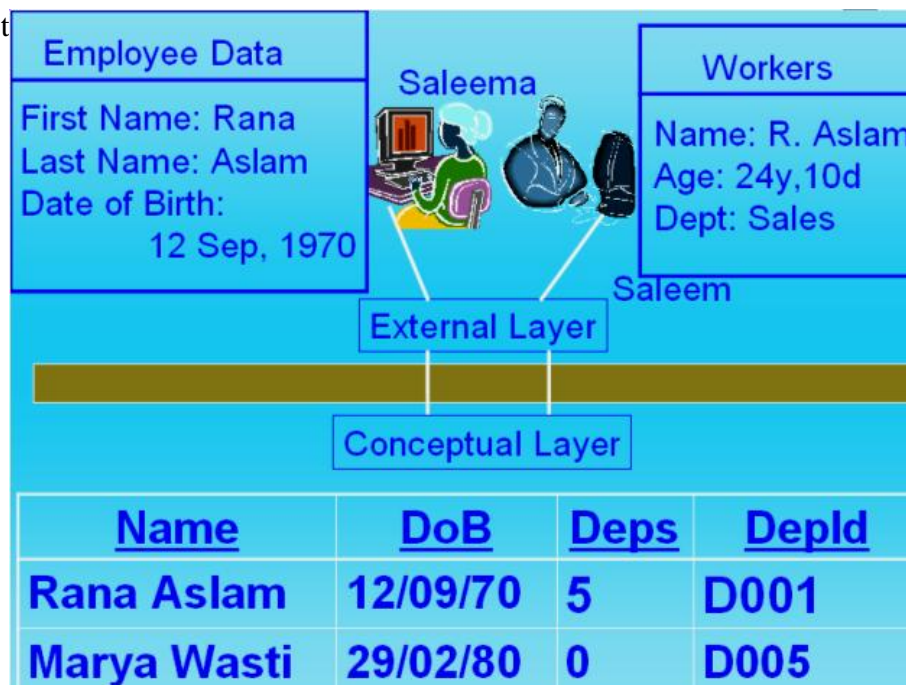 t
Employee Data
First Name: Rana
Last Name: Aslam
Date of Birth:
12 Sep, 1970
Saleema
Workers
Name: R. Aslam
Age: 24y,10d
Dept: Sales
Saleem
External Layer
Conceptual Layer
Name DoB Deps DepId
Rana Aslam 12/09/70 5 D001
Marya Wasti 29/02/80 0 D005